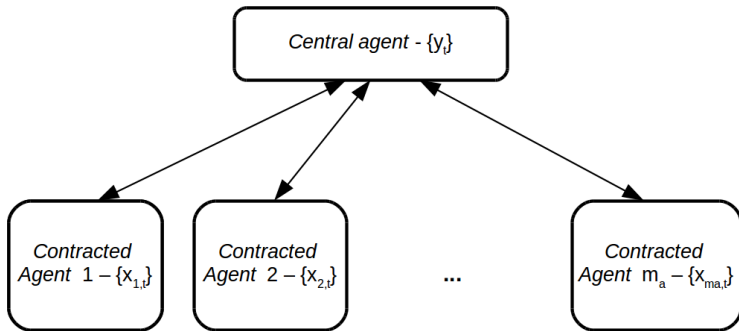 Central agent - {y_t}
Contracted
Agent 1 – {x_1,t}
Contracted
Agent 2 – {x_2,t}
...
Contracted
Agent m_a – {x_ma,t}